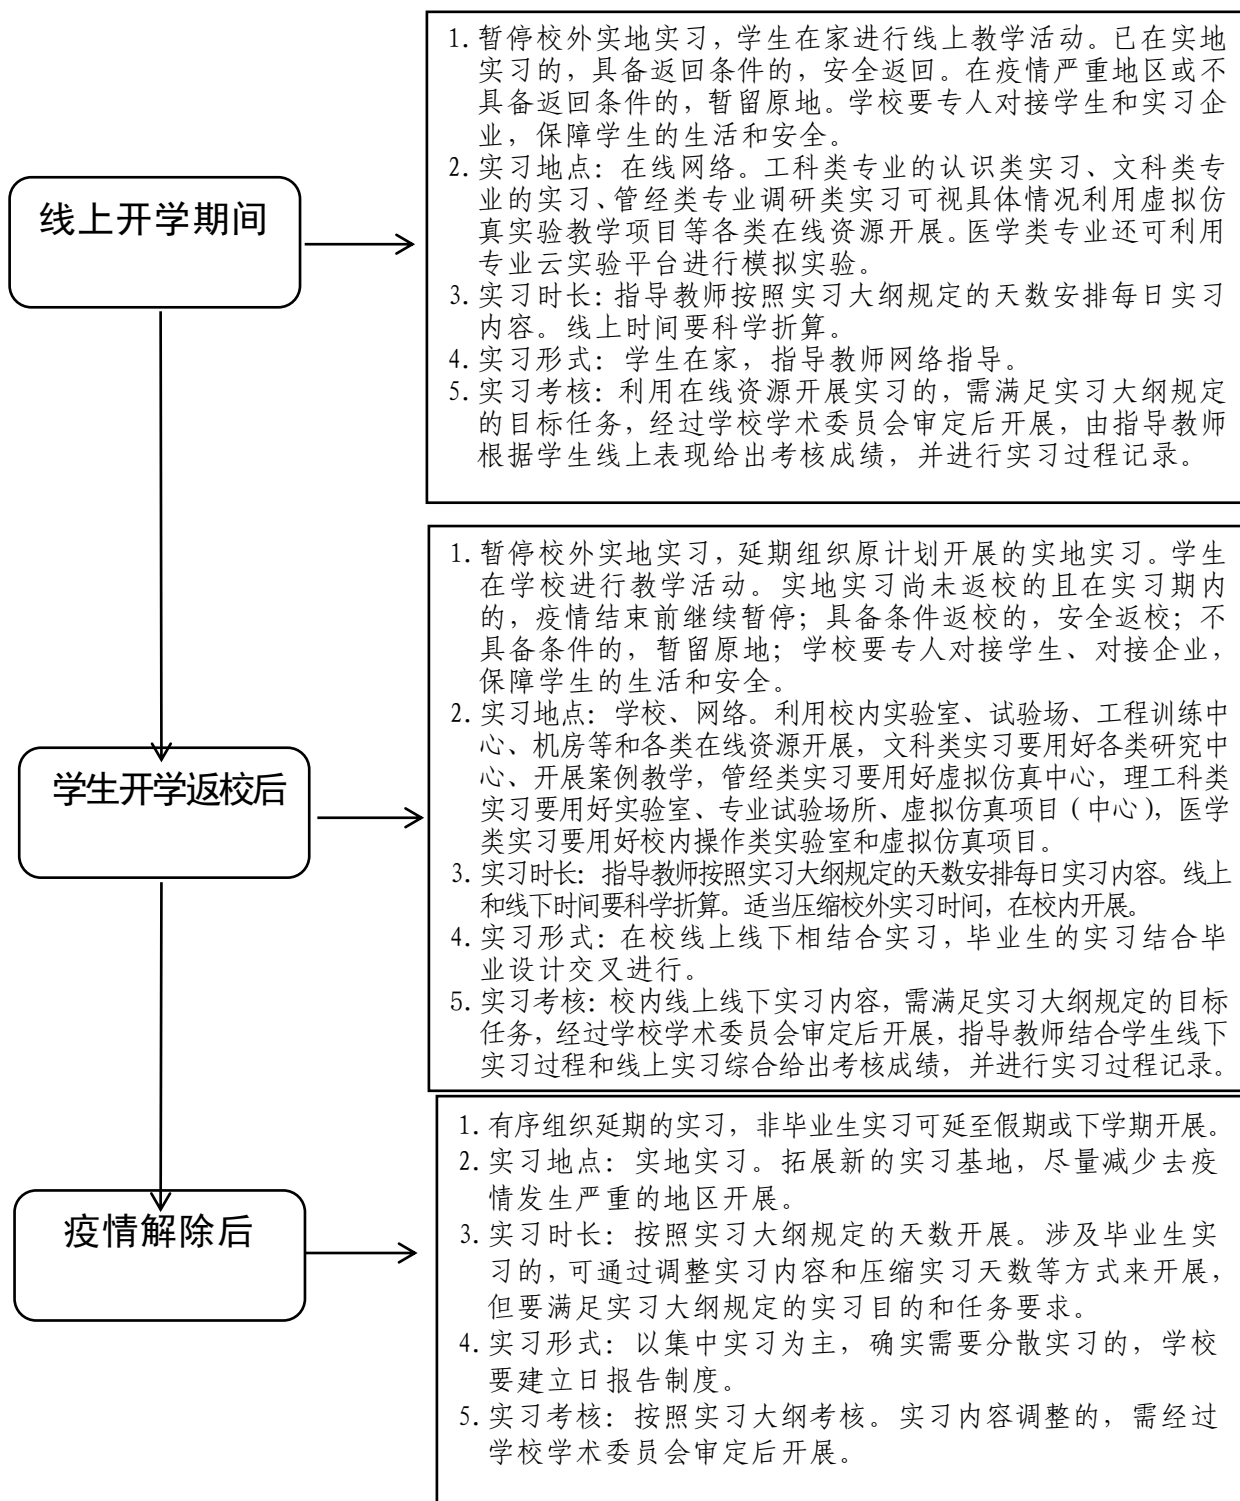 线上开学期间
1. 暂停校外实地实习，学生在家进行线上教学活动。已在实地
实习的，具备返回条件的，安全返回。在疫情严重地区或不
具备返回条件的，暂留原地。学校要专人对接学生和实习企
业，保障学生的生活和安全。
2. 实习地点：在线网络。工科类专业的认识类实习、文科类专
业的实习、管经类专业调研类实习可视具体情况利用虚拟仿
真实验教学项目等各类在线资源开展。医学类专业还可利用
专业云实验平台进行模拟实验。
3. 实习时长：指导教师按照实习大纲规定的天数安排每日实习
内容。线上时间要科学折算。
4. 实习形式：学生在家，指导教师网络指导。
5. 实习考核：利用在线资源开展实习的，需满足实习大纲规定
的目标任务，经过学校学术委员会审定后开展，由指导教师
根据学生线上表现给出考核成绩，并进行实习过程记录。
学生开学返校后
1. 暂停校外实地实习，延期组织原计划开展的实地实习。学生
在学校进行教学活动。实地实习尚未返校的且在实习期内
的，疫情结束前继续暂停；具备条件返校的，安全返校；不
具备条件的，暂留原地；学校要专人对接学生、对接企业，
保障学生的生活和安全。
2. 实习地点：学校、网络。利用校内实验室、试验场、工程训练中
心、机房等和各类在线资源开展，文科类实习要用好各类研究中
心、开展案例教学，管经类实习要用好虚拟仿真中心，理工科类
实习要用好实验室、专业试验场所、虚拟仿真项目（中心），医学
类实习要用好校内操作类实验室和虚拟仿真项目。
3. 实习时长：指导教师按照实习大纲规定的天数安排每日实习内容。线上
和线下时间要科学折算。适当压缩校外实习时间，在校内开展。
4. 实习形式：在校线上线下相结合实习，毕业生的实习结合毕
业设计交叉进行。
5. 实习考核：校内线上线下实习内容，需满足实习大纲规定的目标
任务，经过学校学术委员会审定后开展，指导教师结合学生线下
实习过程和线上实习综合给出考核成绩，并进行实习过程记录。
疫情解除后
1. 有序组织延期的实习，非毕业生实习可延至假期或下学期开展。
2. 实习地点：实地实习。拓展新的实习基地，尽量减少去疫
情发生严重的地区开展。
3. 实习时长：按照实习大纲规定的天数开展。涉及毕业生实
习的，可通过调整实习内容和压缩实习天数等方式来开展，
但要满足实习大纲规定的实习目的和任务要求。
4. 实习形式：以集中实习为主，确实需要分散实习的，学校
要建立日报告制度。
5. 实习考核：按照实习大纲考核。实习内容调整的，需经过
学校学术委员会审定后开展。